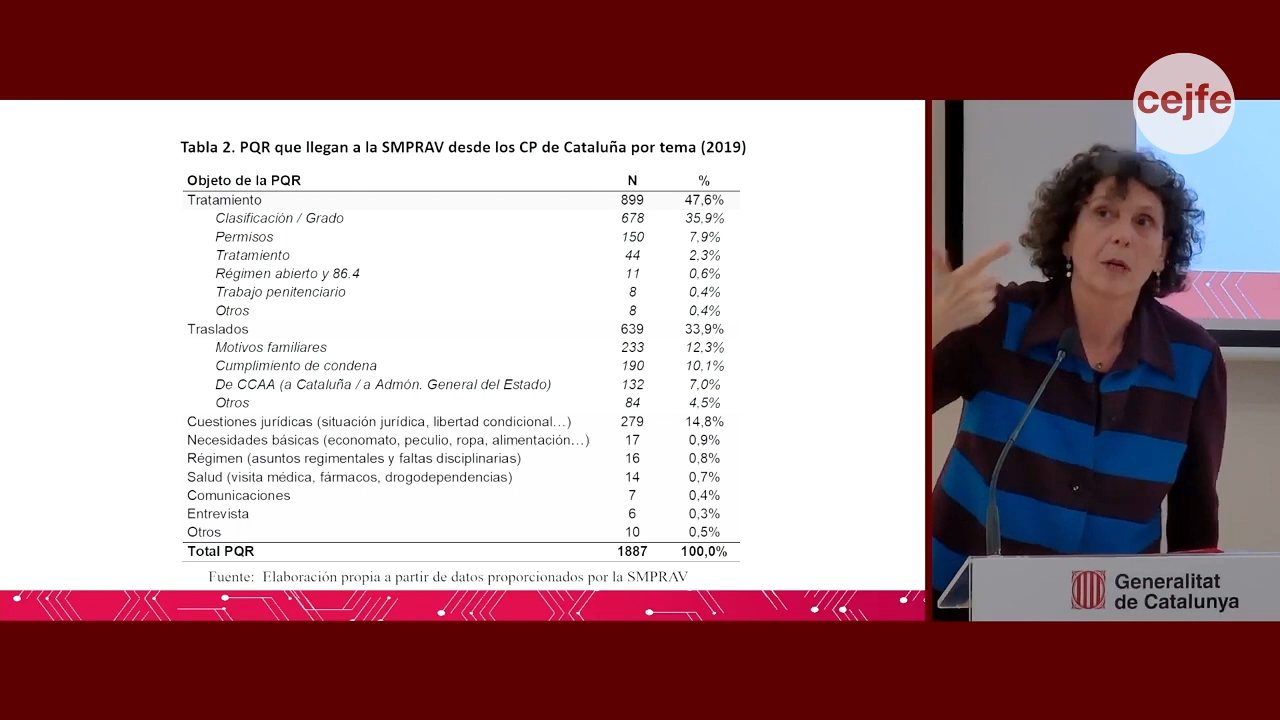 cejfe
Tabla 2. PQR que llegan a la SMPRAV desde los CP de Cataluña por tema (2019)
Objeto de la PQR N %
Tratamiento 899 47,6%
Clasificación / Grado 678 35,9%
Permisos 150 7,9%
Tratamiento 44 2,3%
Régimen abierto y 86.4 11 0,6%
Trabajo penitenciario 8 0,4%
Otros 8 0,4%
Traslados 639 33,9%
Motivos familiares 233 12,3%
Cumplimiento de condena 190 10,1%
De CCAA (a Cataluña / a Admón. General del Estado) 132 7,0%
Otros 84 4,5%
Cuestiones jurídicas (situación jurídica, libertad condicional…) 279 14,8%
Necesidades básicas (economato, peculio, ropa, alimentación…) 17 0,9%
Régimen (asuntos regimentales y faltas disciplinarias) 16 0,8%
Salud (visita médica, fármacos, drogodependencias) 14 0,7%
Comunicaciones 7 0,4%
Entrevista 6 0,3%
Otros 10 0,5%
Total PQR 1887 100,0%
Fuente: Elaboración propia a partir de datos proporcionados por la SMPRAV
Generalitat
de Catalunya